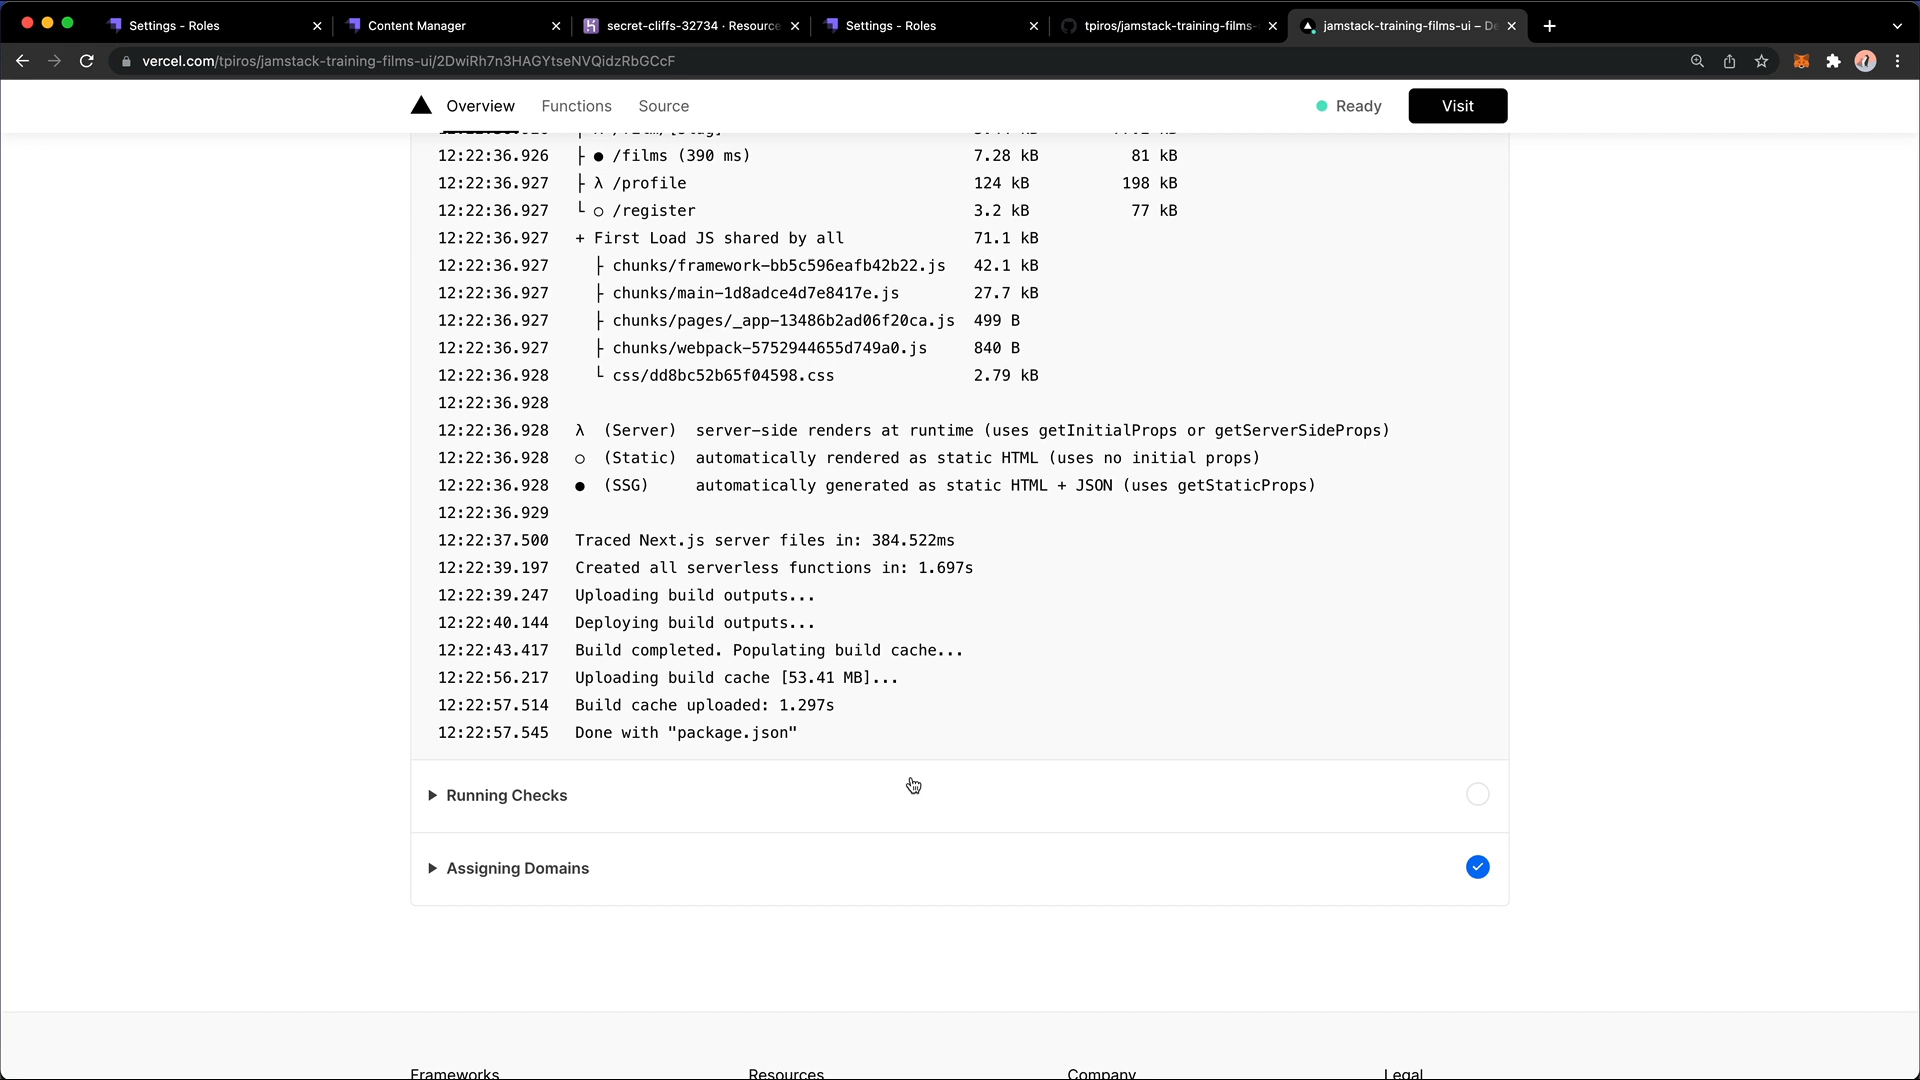 Settings - Roles
Content Manager
secret-cliffs-32734 · Resource
Settings - Roles
tpiros/jamstack-training-films-
jamstack-training-films-ui – De
vercel.com/tpiros/jamstack-training-films-ui/2DwiRh7n3HAGYtseNVQidzRbGCcF
Overview Functions Source Ready Visit
12:22:36.926 ├ ● /films (390 ms) 7.28 kB 81 kB
12:22:36.927 ├ λ /profile 124 kB 198 kB
12:22:36.927 └ ○ /register 3.2 kB 77 kB
12:22:36.927 + First Load JS shared by all 71.1 kB
12:22:36.927 ├ chunks/framework-bb5c596eafb42b22.js 42.1 kB
12:22:36.927 ├ chunks/main-1d8adce4d7e8417e.js 27.7 kB
12:22:36.927 ├ chunks/pages/_app-13486b2ad06f20ca.js 499 B
12:22:36.927 ├ chunks/webpack-5752944655d749a0.js 840 B
12:22:36.928 └ css/dd8bc52b65f04598.css 2.79 kB
12:22:36.928
12:22:36.928 λ (Server) server-side renders at runtime (uses getInitialProps or getServerSideProps)
12:22:36.928 ○ (Static) automatically rendered as static HTML (uses no initial props)
12:22:36.928 ● (SSG) automatically generated as static HTML + JSON (uses getStaticProps)
12:22:36.929
12:22:37.500 Traced Next.js server files in: 384.522ms
12:22:39.197 Created all serverless functions in: 1.697s
12:22:39.247 Uploading build outputs...
12:22:40.144 Deploying build outputs...
12:22:43.417 Build completed. Populating build cache...
12:22:56.217 Uploading build cache [53.41 MB]...
12:22:57.514 Build cache uploaded: 1.297s
12:22:57.545 Done with "package.json"
Running Checks
Assigning Domains
Frameworks Resources Company Legal